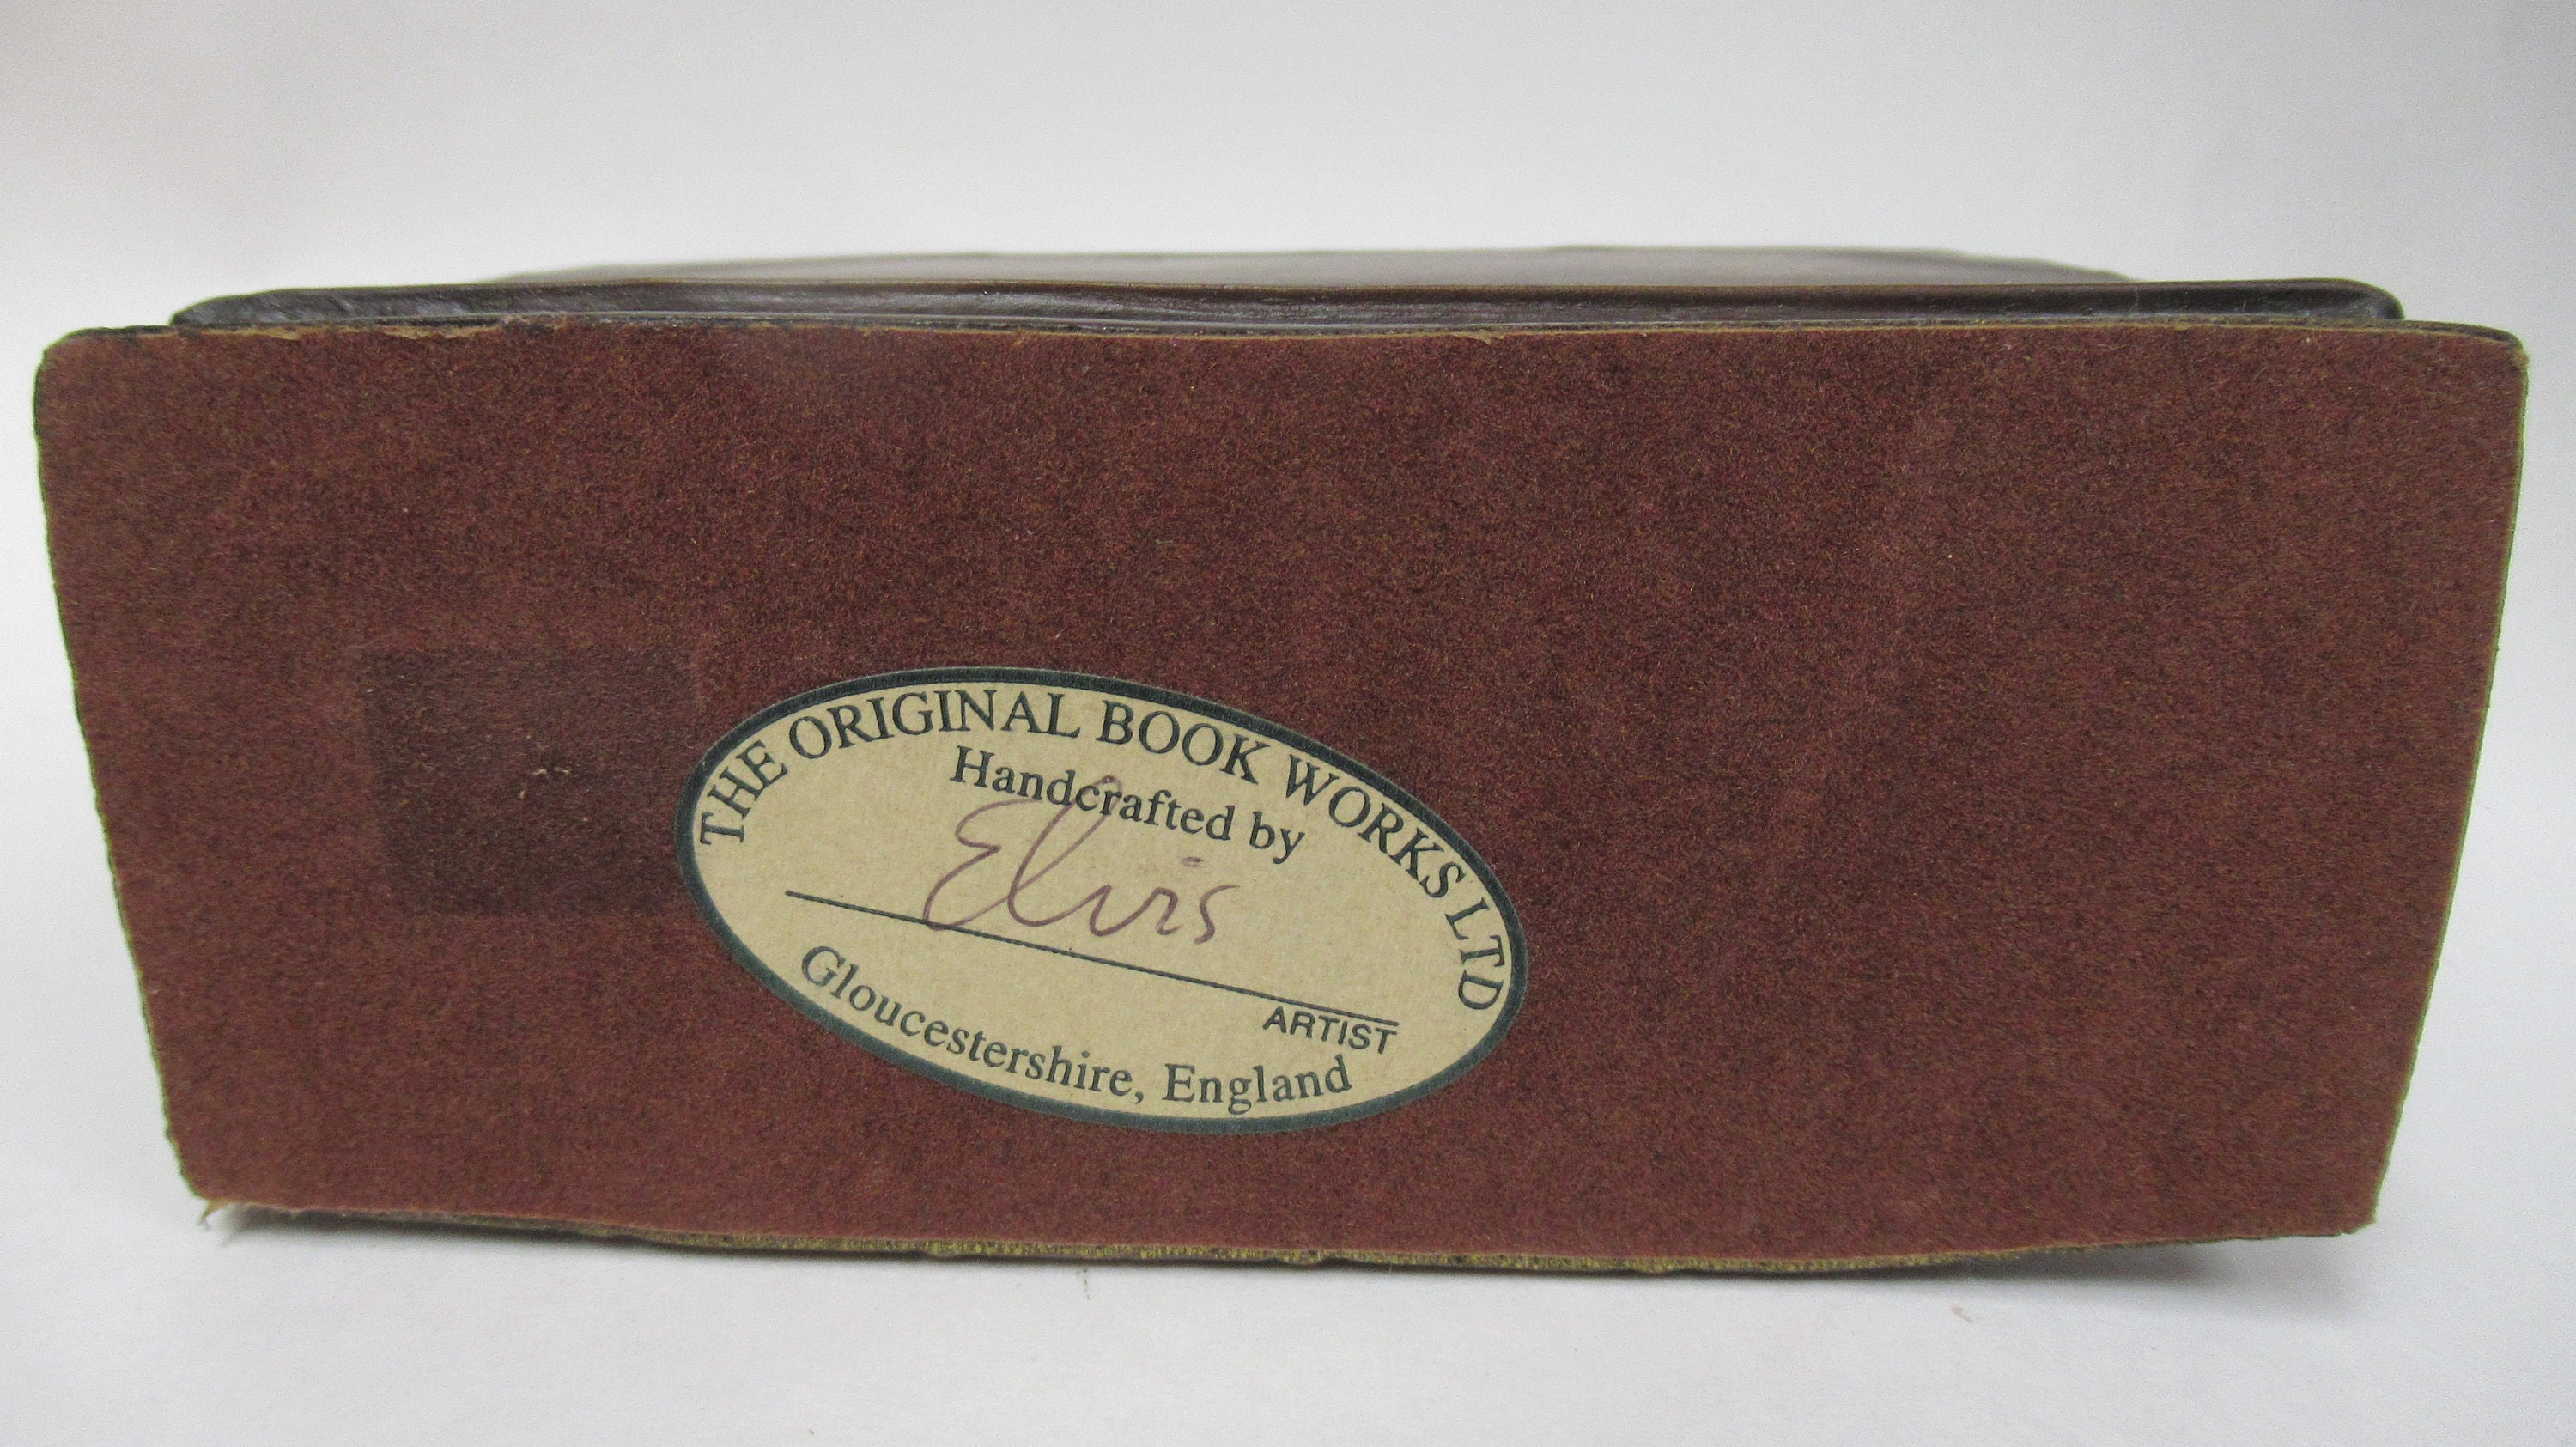 THE ORIGINAL BOOK WORKS LTD
Handcrafted by
Elvis
ARTIST
Gloucestershire, England